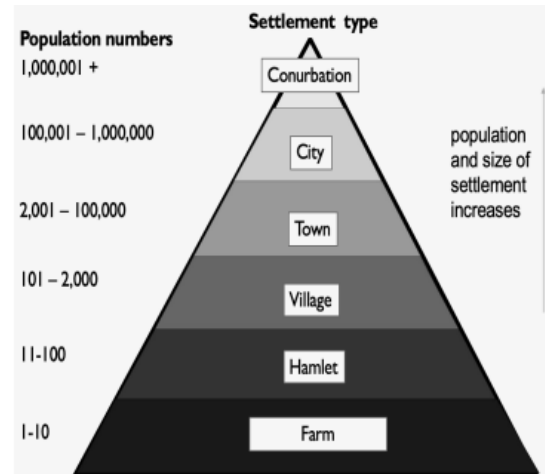 Settlement type
Population numbers
1,000,001 +
Conurbation
100,001 – 1,000,000
City
population
and size of
settlement
increases
2,001 – 100,000
Town
101 – 2,000
Village
11-100
Hamlet
1-10
Farm